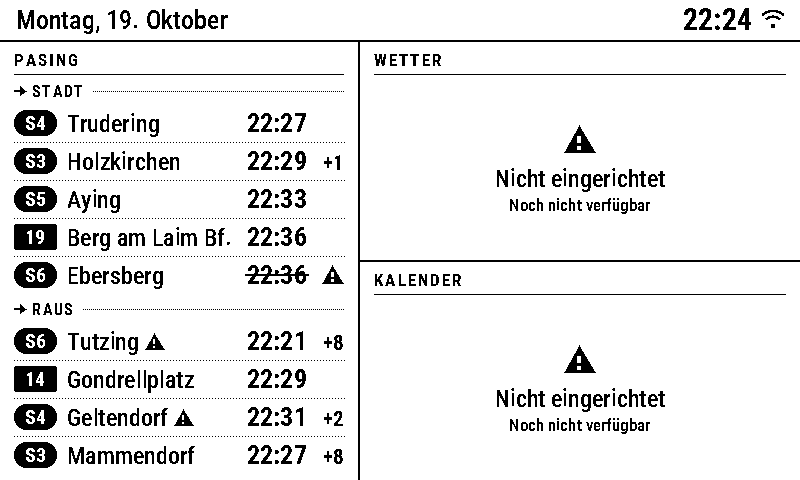 Montag, 19. Oktober 22:24
PASING
→ STADT
S4 Trudering 22:27
S3 Holzkirchen 22:29 +1
S5 Aying 22:33
19 Berg am Laim Bf. 22:36
S6 Ebersberg 22:36
→ RAUS
S6 Tutzing 22:21 +8
14 Gondrellplatz 22:29
S4 Geltendorf 22:31 +2
S3 Mammendorf 22:27 +8
WETTER
Nicht eingerichtet
Noch nicht verfügbar
KALENDER
Nicht eingerichtet
Noch nicht verfügbar